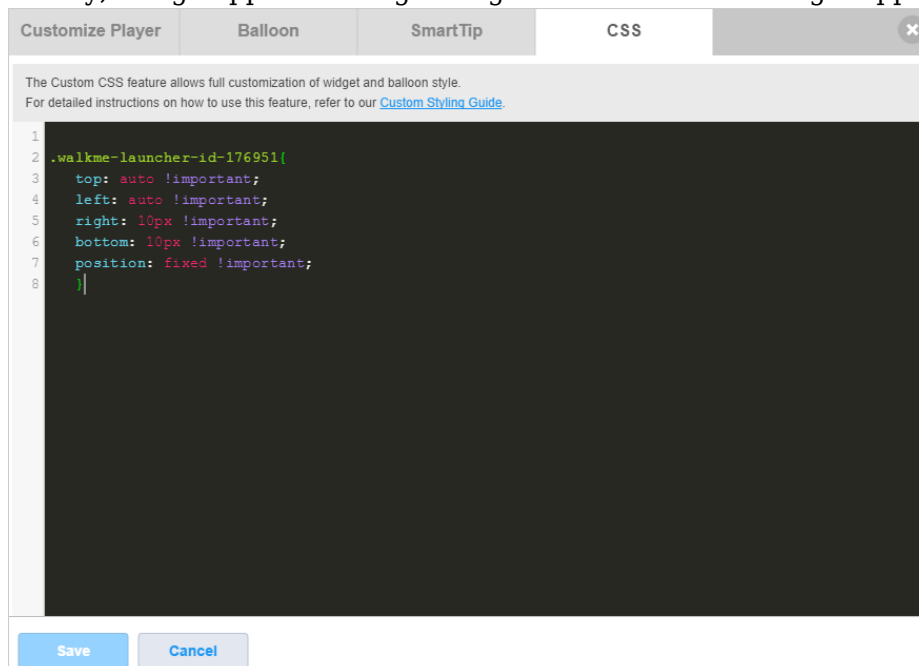 Customize Player Balloon SmartTip CSS
The Custom CSS feature allows full customization of widget and balloon style.
For detailed instructions on how to use this feature, refer to our Custom Styling Guide.
1
2 .walkme-launcher-id-176951{
3 top: auto !important;
4 left: auto !important;
5 right: 10px !important;
6 bottom: 10px !important;
7 position: fixed !important;
8 }
Save Cancel